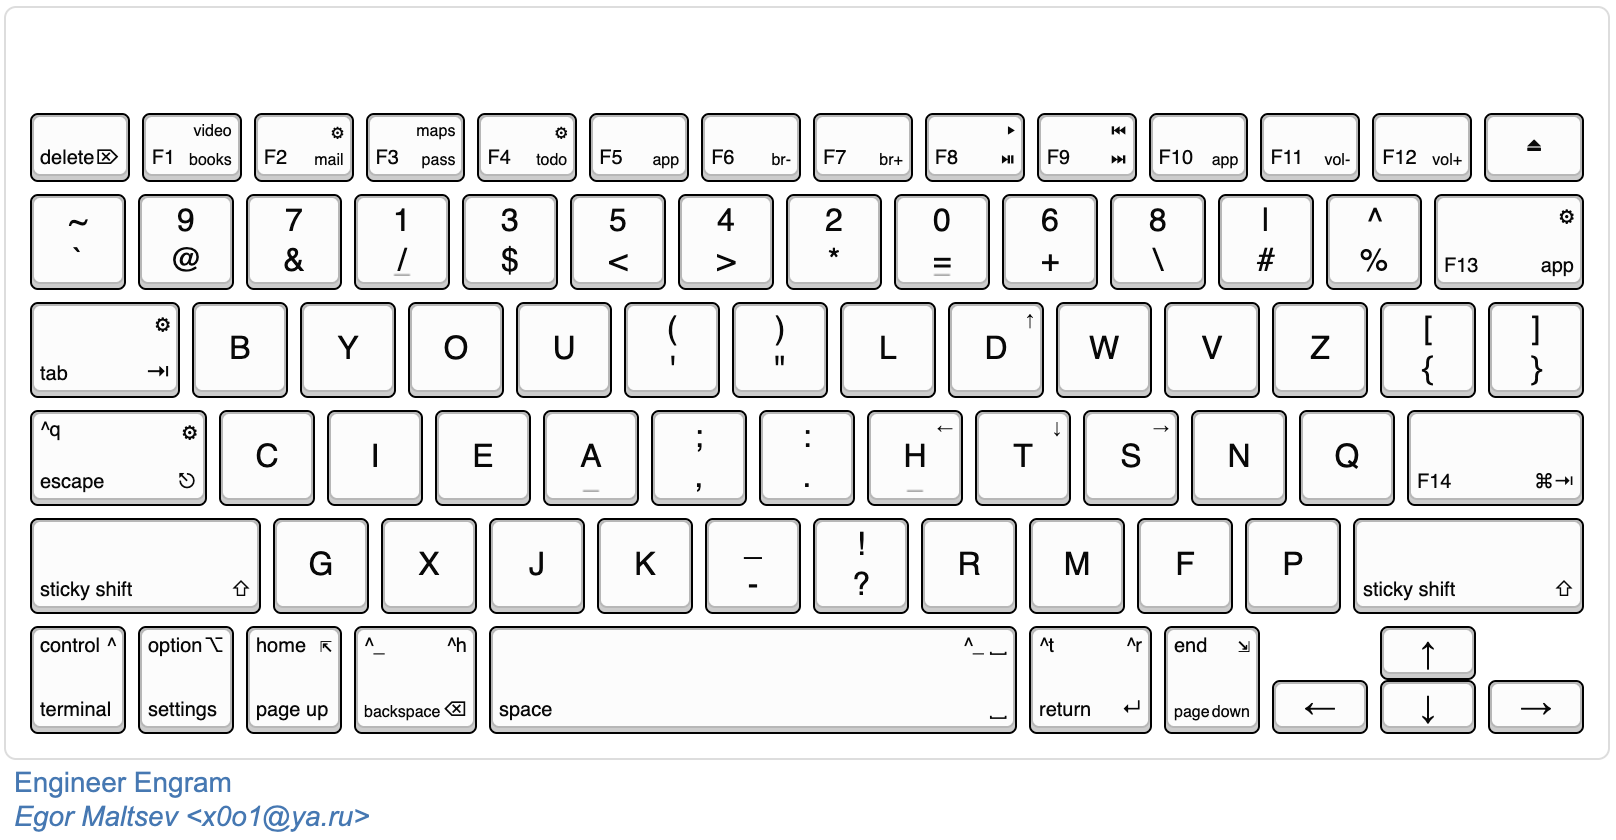 video ⚙ maps ⚙ ▶ ⏮ ⏏
delete⌦ F1 books F2 mail F3 pass F4 todo F5 app F6 br- F7 br+ F8 ⏯ F9 ⏭ F10 app F11 vol- F12 vol+
~ 9 7 1 3 5 4 2 0 6 8 | ^ ⚙
` @ & / $ < > * = + \ # % F13 app
⚙ ( ) ↑ [ ]
tab ⇥ B Y O U ' " L D W V Z { }
^q ⚙ ; : ← ↓ →
escape ⎋ C I E A , . H T S N Q F14 ⌘⇥
_ !
sticky shift ⇧ G X J K - ? R M F P sticky shift ⇧
control ^ option⌥ home ⇱ ^_ ^h ^_ ⎵ ^t ^r end ⇲ ↑
terminal settings page up backspace⌫ space ⎵ return ↵ page down ← ↓ →
Engineer Engram
Egor Maltsev <x0o1@ya.ru>